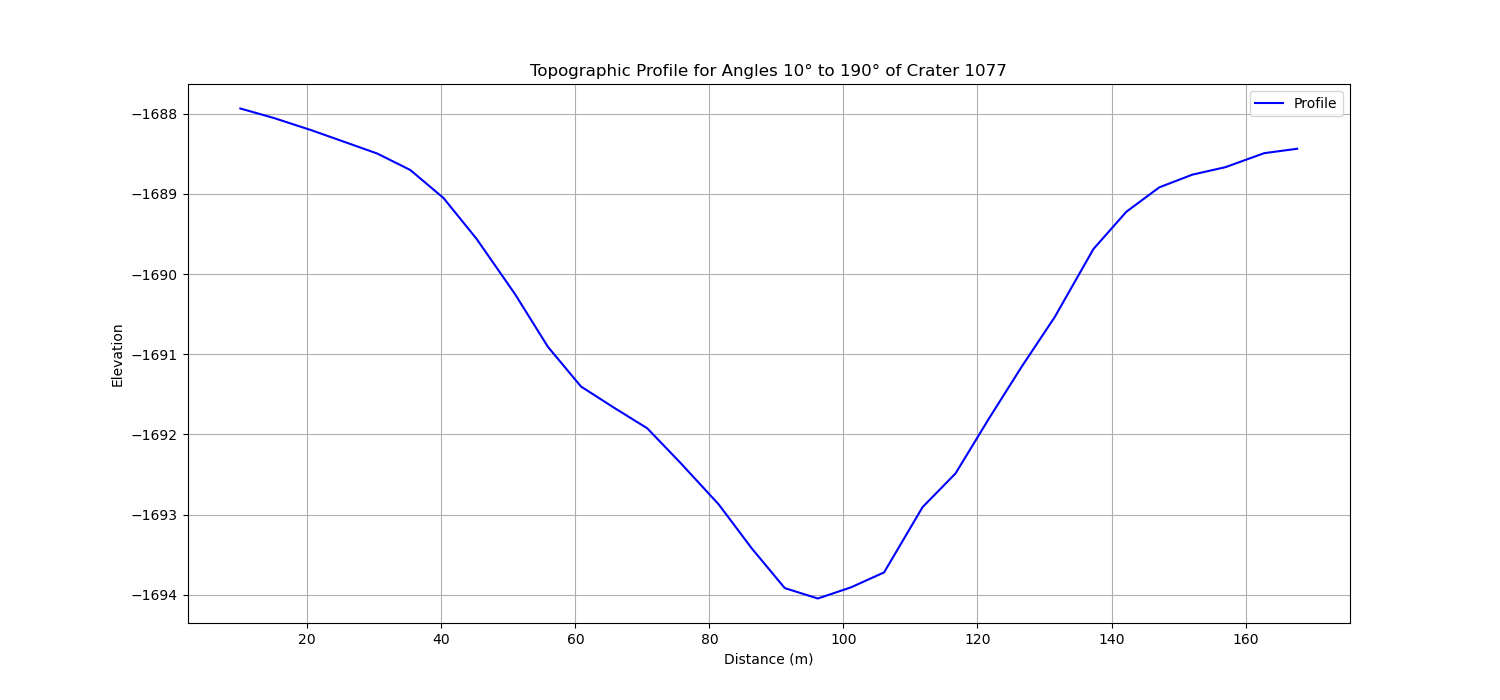 Topographic Profile for Angles 10° to 190° of Crater 1077
Profile
−1688
−1689
−1690
−1691
−1692
−1693
−1694
Elevation
20 40 60 80 100 120 140 160
Distance (m)